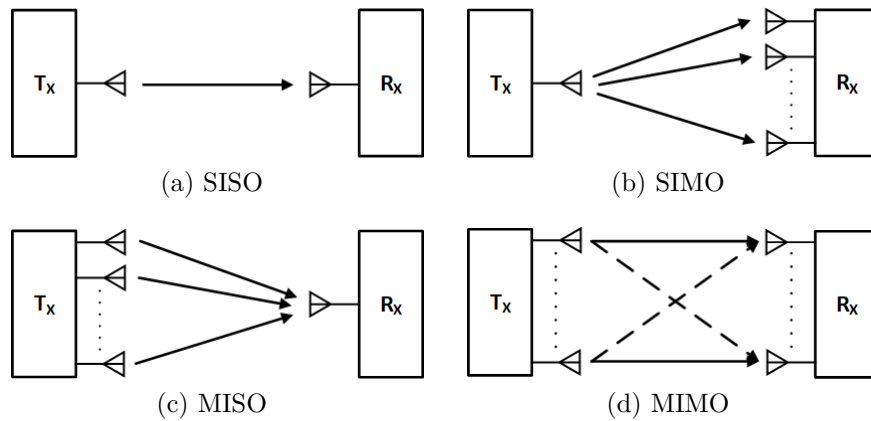 Tx Rx
Tx Rx
(a) SISO
(b) SIMO
Tx Rx
Tx Rx
(c) MISO
(d) MIMO